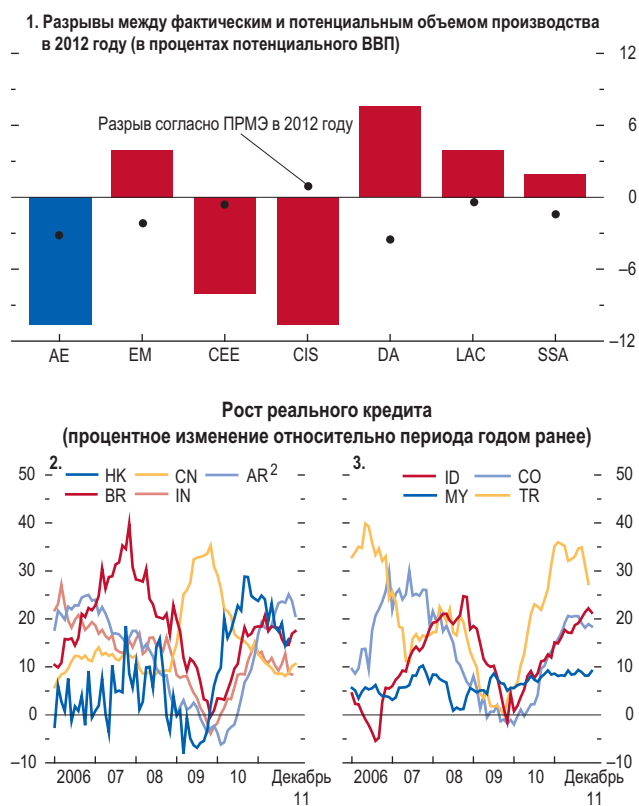 1. Разрывы между фактическим и потенциальным объемом производства
в 2012 году (в процентах потенциального ВВП)
12
6
0
–6
–12
Разрыв согласно ПРМЭ в 2012 году
AE EM CEE CIS DA LAC SSA
Рост реального кредита
(процентное изменение относительно периода годом ранее)
2.
HK CN AR2
BR IN
50
40
30
20
10
0
–10
2006 07 08 09 10 Декабрь
11
3.
ID CO
MY TR
50
40
30
20
10
0
–10
2006 07 08 09 10 Декабрь
11